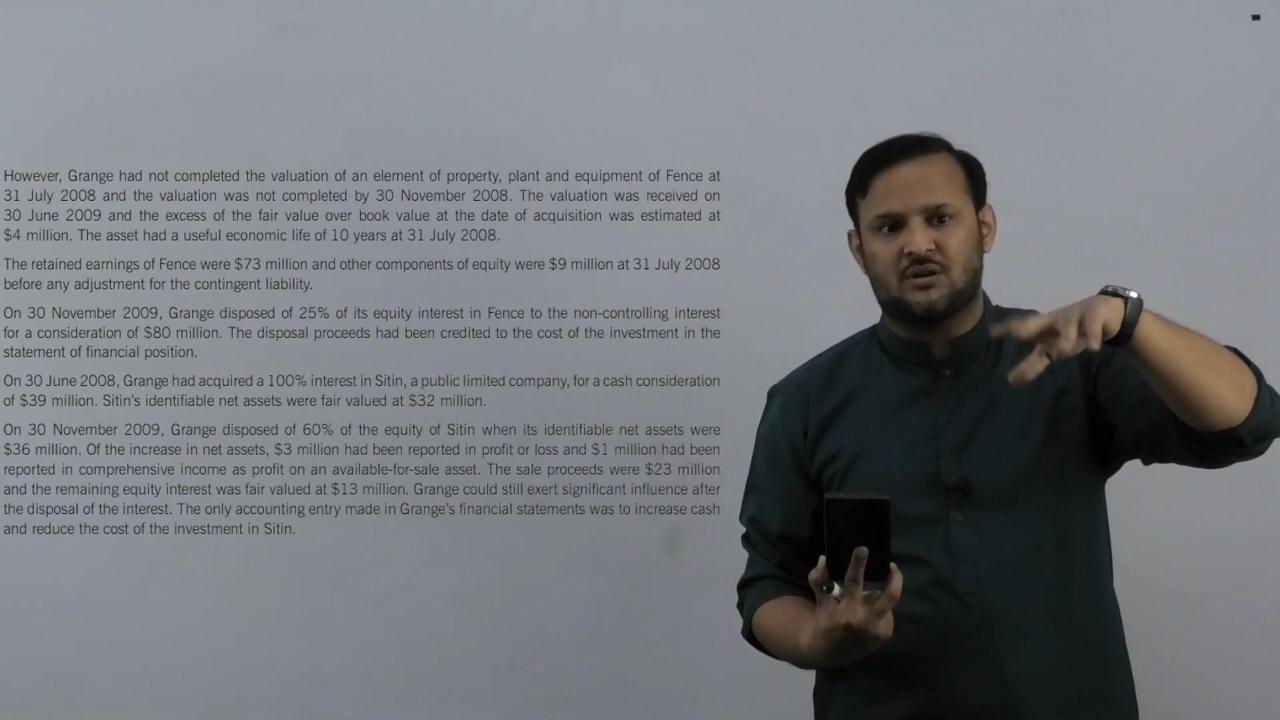 However, Grange had not completed the valuation of an element of property, plant and equipment of Fence at
31 July 2008 and the valuation was not completed by 30 November 2008. The valuation was received on
30 June 2009 and the excess of the fair value over book value at the date of acquisition was estimated at
$4 million. The asset had a useful economic life of 10 years at 31 July 2008.
The retained earnings of Fence were $73 million and other components of equity were $9 million at 31 July 2008
before any adjustment for the contingent liability.
On 30 November 2009, Grange disposed of 25% of its equity interest in Fence to the non-controlling interest
for a consideration of $80 million. The disposal proceeds had been credited to the cost of the investment in the
statement of financial position.
On 30 June 2008, Grange had acquired a 100% interest in Sitin, a public limited company, for a cash consideration
of $39 million. Sitin's identifiable net assets were fair valued at $32 million.
On 30 November 2009, Grange disposed of 60% of the equity of Sitin when its identifiable net assets were
$36 million. Of the increase in net assets, $3 million had been reported in profit or loss and $1 million had been
reported in comprehensive income as profit on an available-for-sale asset. The sale proceeds were $23 million
and the remaining equity interest was fair valued at $13 million. Grange could still exert significant influence after
the disposal of the interest. The only accounting entry made in Grange's financial statements was to increase cash
and reduce the cost of the investment in Sitin.